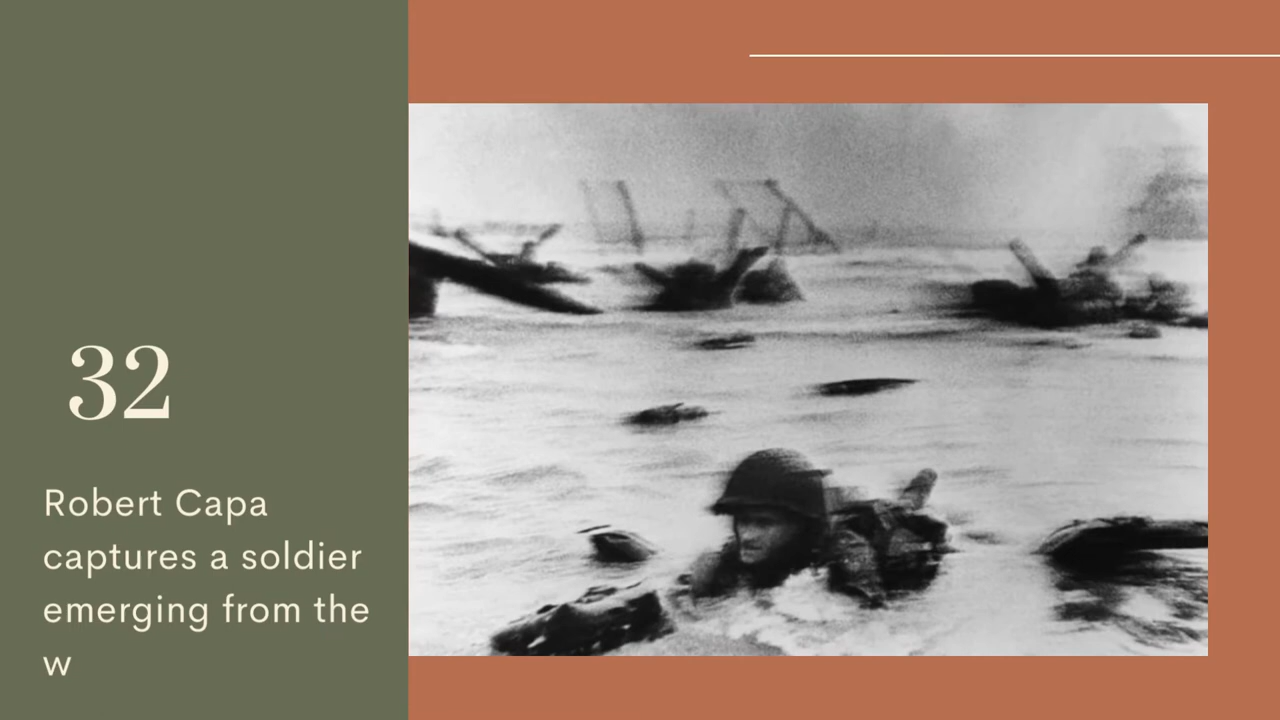 32
Robert Capa
captures a soldier
emerging from the
w